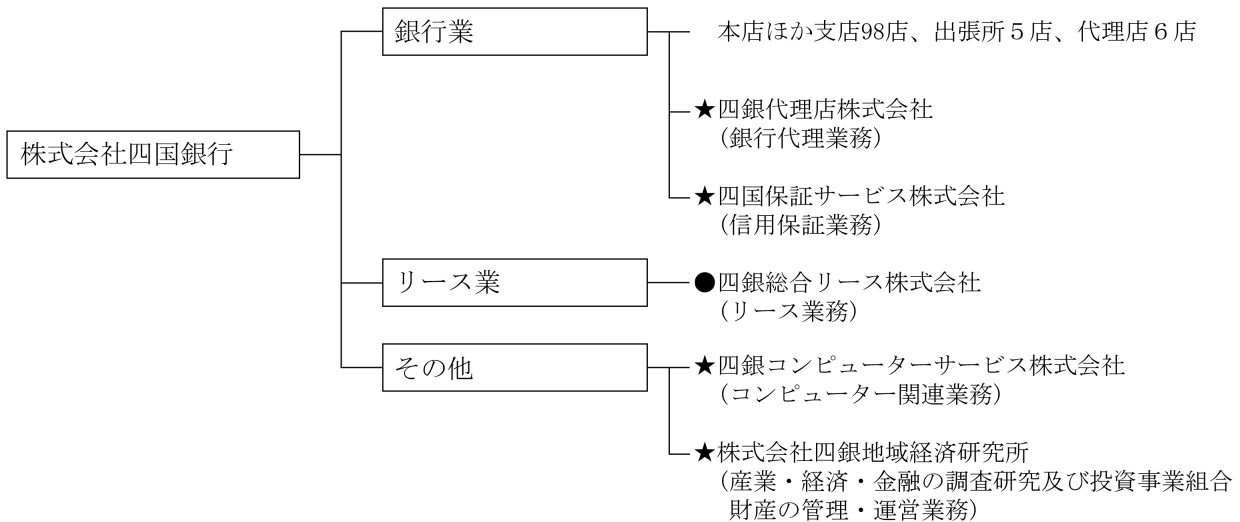 銀行業
本店ほか支店98店、出張所５店、代理店６店
★四銀代理店株式会社
（銀行代理業務）
株式会社四国銀行
★四国保証サービス株式会社
（信用保証業務）
リース業
●四銀総合リース株式会社
（リース業務）
その他
★四銀コンピューターサービス株式会社
（コンピューター関連業務）
★株式会社四銀地域経済研究所
（産業・経済・金融の調査研究及び投資事業組合
財産の管理・運営業務）